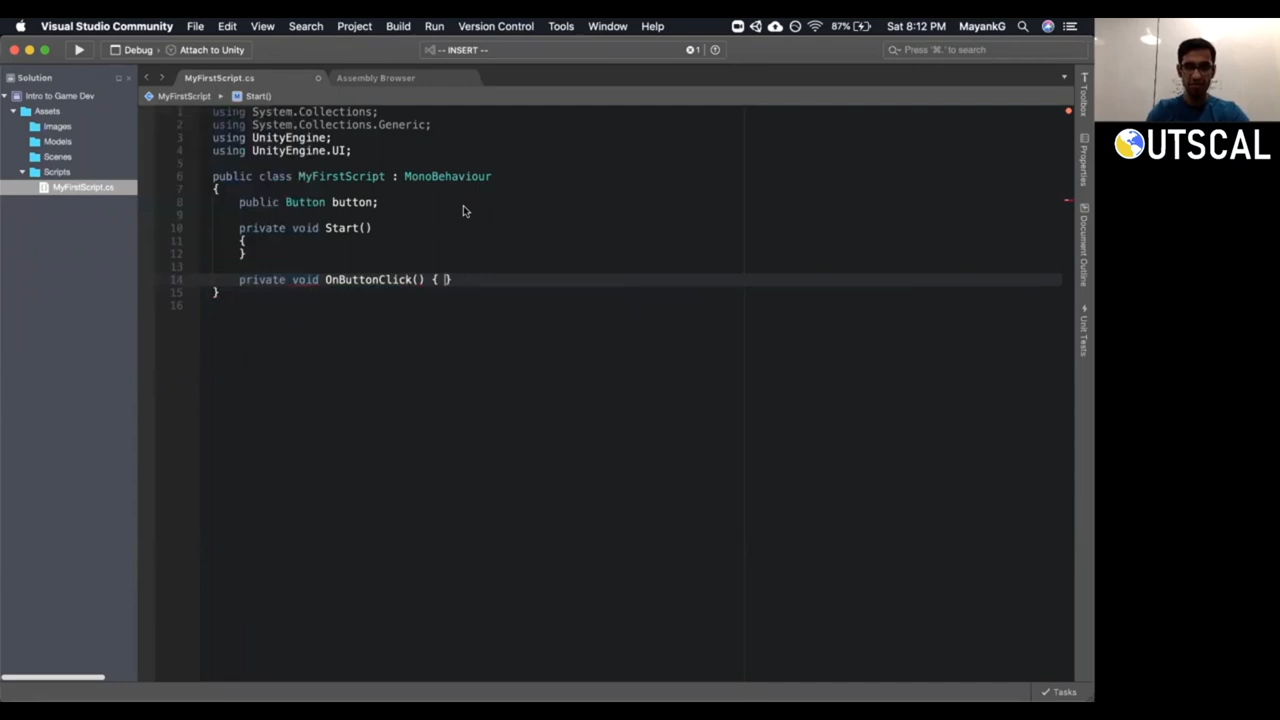 Visual Studio Community File Edit View Search Project Build Run Version Control Tools Window Help 87% Sat 8:12 PM MayankG
Debug › Attach to Unity -- INSERT -- 1 Press '⌘.' to search
Solution
MyFirstScript.cs Assembly Browser
Intro to Game Dev
Assets
Images
Models
Scenes
Scripts
MyFirstScript.cs
MyFirstScript Start()
1 using System.Collections;
2 using System.Collections.Generic;
3 using UnityEngine;
4 using UnityEngine.UI;
5
6 public class MyFirstScript : MonoBehaviour
7 {
8 public Button button;
9
10 private void Start()
11 {
12 }
13
14 private void OnButtonClick() { }
15 }
16
Toolbox
Properties
Document Outline
Unit Tests
Tasks
OUTSCAL